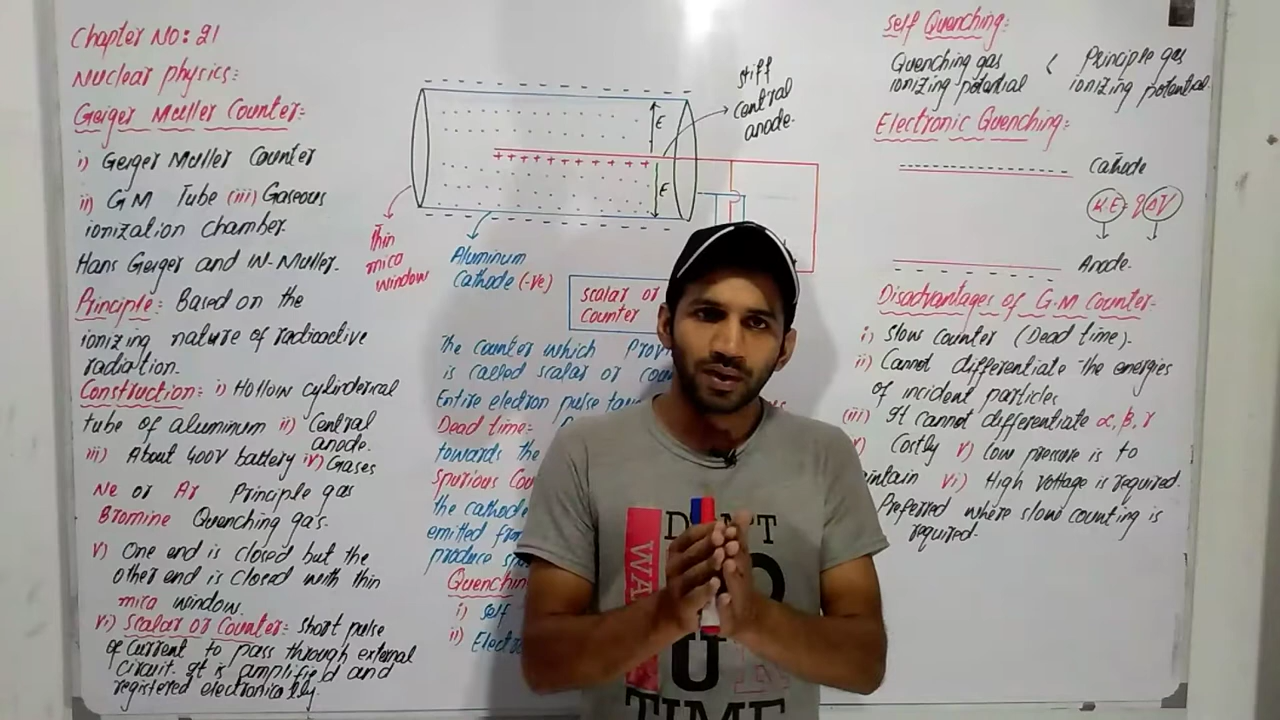 Chapter No: 21
Nuclear physics:
Geiger Muller Counter:
i) Geiger Muller Counter
ii) G M Tube (iii) Gaseous
ionization chamber.
Hans Geiger and W-Muller.
Principle: Based on the
ionizing nature of radioactive
radiation.
Construction: i) Hollow cylinderical
tube of aluminum ii) Central
anode.
iii) About 400V battery iv) Gases
Ne or Ar Principle gas
Bromine Quenching gas.
v) One end is closed but the
other end is closed with thin
mica window.
vi) Scalar or Counter: short pulse
of current to pass through external
circuit. It is amplified and
registered electronically.
stiff
central
anode.
E
+ + + + + + + + + + + +
E
thin
mica
window
Aluminum
Cathode (-ve)
scalar or
counter
The counter which
is called scalar or
Entire electron pulse
Dead time:
towards the
spurious
the cathode
emitted
produce
i) self
ii)
Self Quenching:
Quenching gas < Principle gas
ionizing potential ionizing potential.
Electronic Quenching:
Cathode
K.E = qΔV
Anode.
Disadvantages of G.M Counter:
i) Slow Counter (Dead time).
ii) Cannot differentiate the energies
of incident particles
(iii) It cannot differentiate α, β, γ
Costly v) Low pressure is to
vi) High voltage is required.
Preferred where slow counting is
required.
TIME